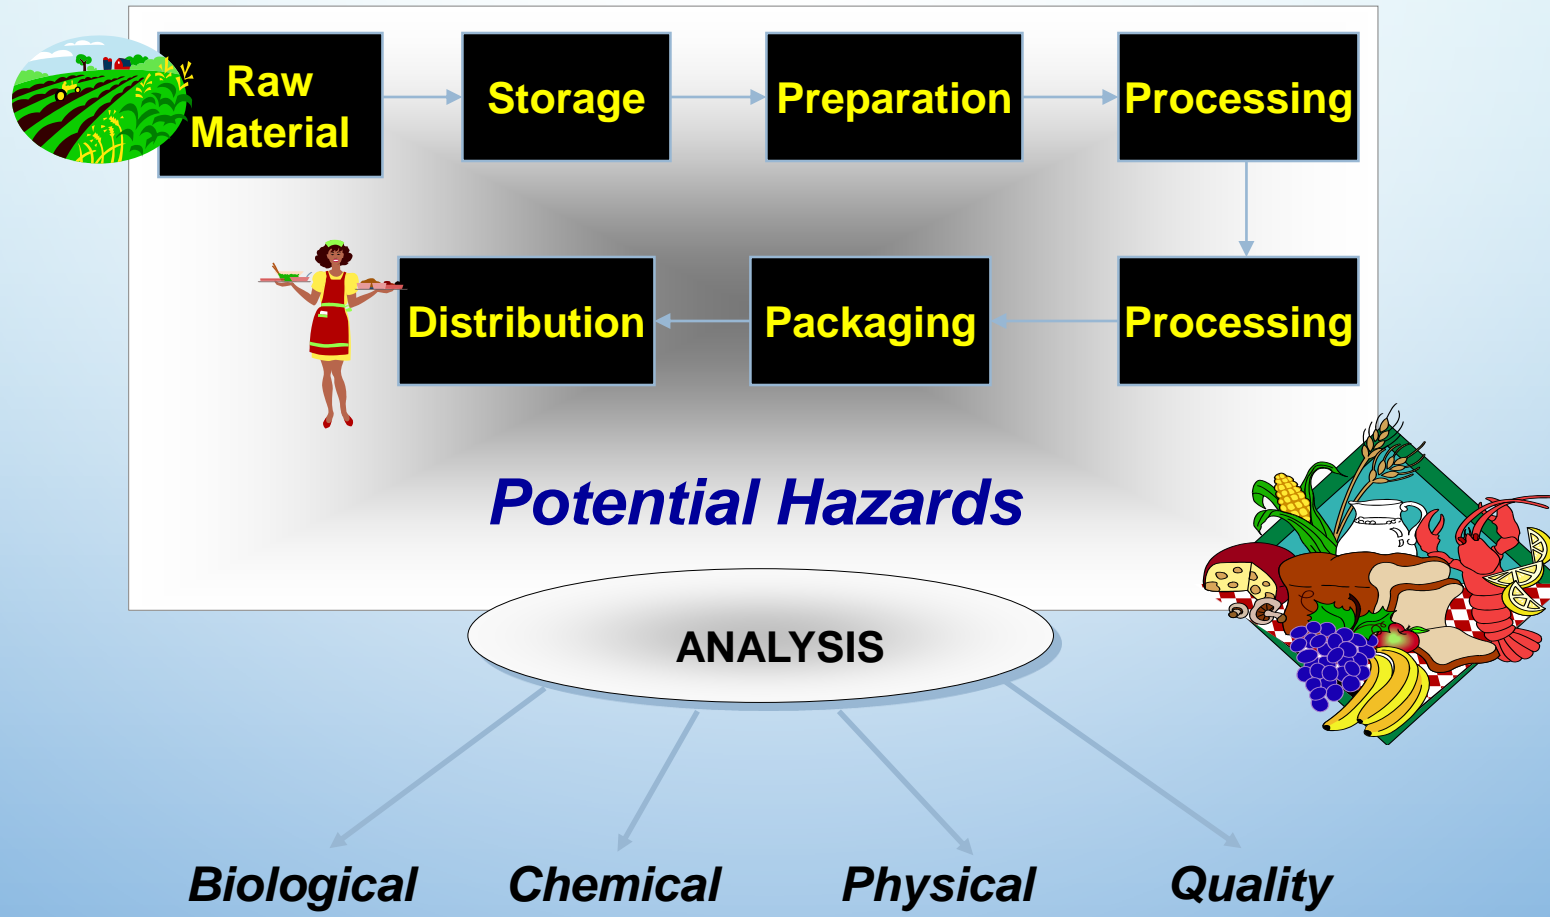 Raw
Material
Storage
Preparation
Processing
Distribution
Packaging
Processing
Potential Hazards
ANALYSIS
Biological
Chemical
Physical
Quality